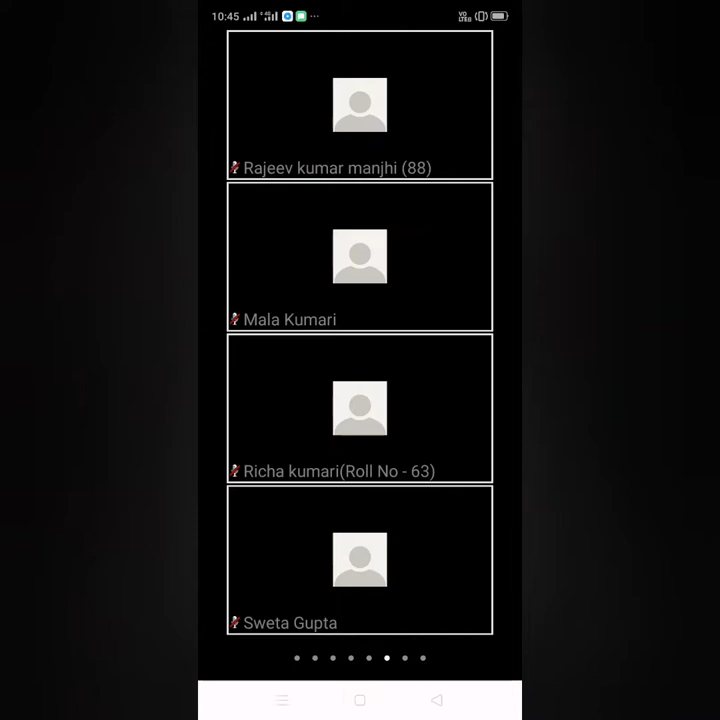 10:45
Rajeev kumar manjhi (88)
Mala Kumari
Richa kumari(Roll No - 63)
Sweta Gupta